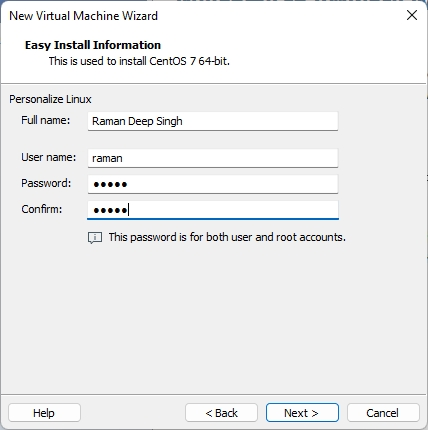 New Virtual Machine Wizard
Easy Install Information
This is used to install CentOS 7 64-bit.
Personalize Linux
Full name: Raman Deep Singh
User name: raman
Password: ●●●●●
Confirm: ●●●●●
This password is for both user and root accounts.
Help < Back Next > Cancel